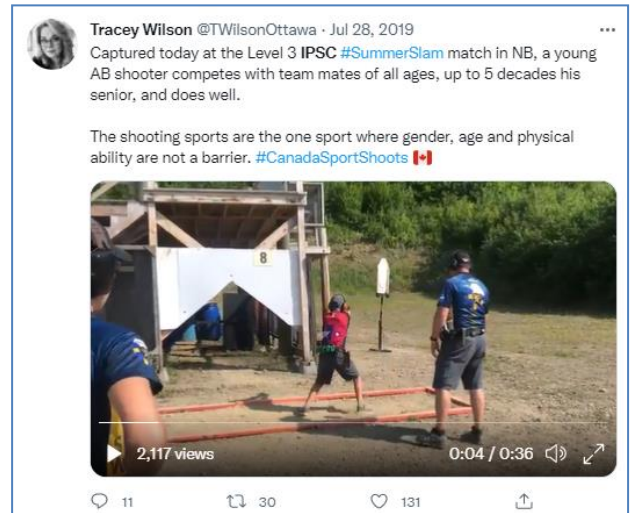 Tracey Wilson @TWilsonOttawa · Jul 28, 2019
Captured today at the Level 3 IPSC #SummerSlam match in NB, a young
AB shooter competes with team mates of all ages, up to 5 decades his
senior, and does well.
The shooting sports are the one sport where gender, age and physical
ability are not a barrier. #CanadaSportShoots 🇨🇦
8
2,117 views
0:04 / 0:36
11
30
131